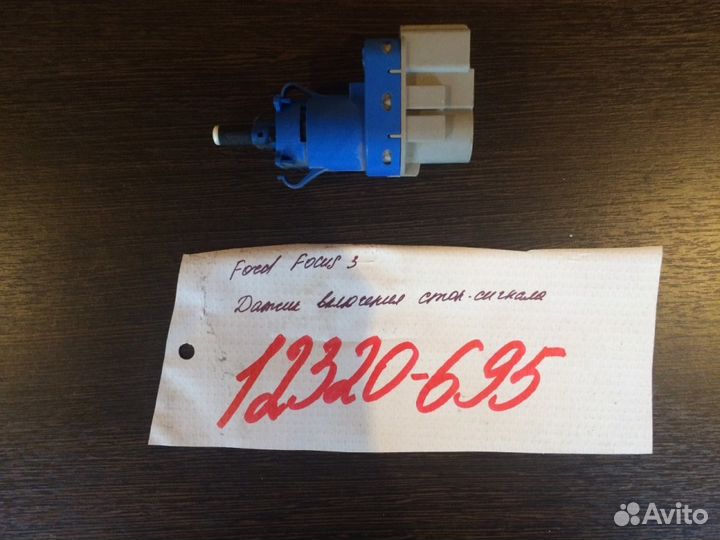 Ford Focus 3
Датчик включения стоп-сигнала
12320-695
Avito